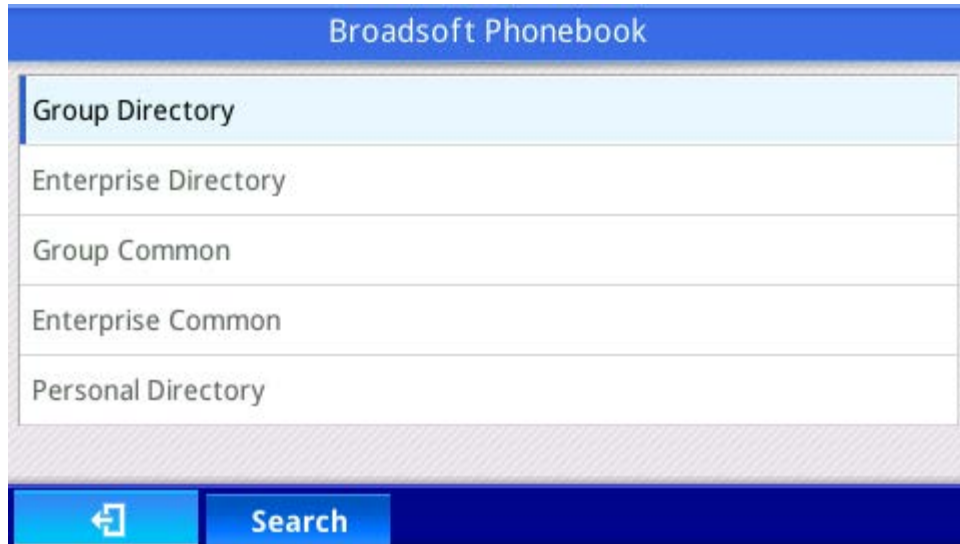 Broadsoft Phonebook
Group Directory
Enterprise Directory
Group Common
Enterprise Common
Personal Directory
Search